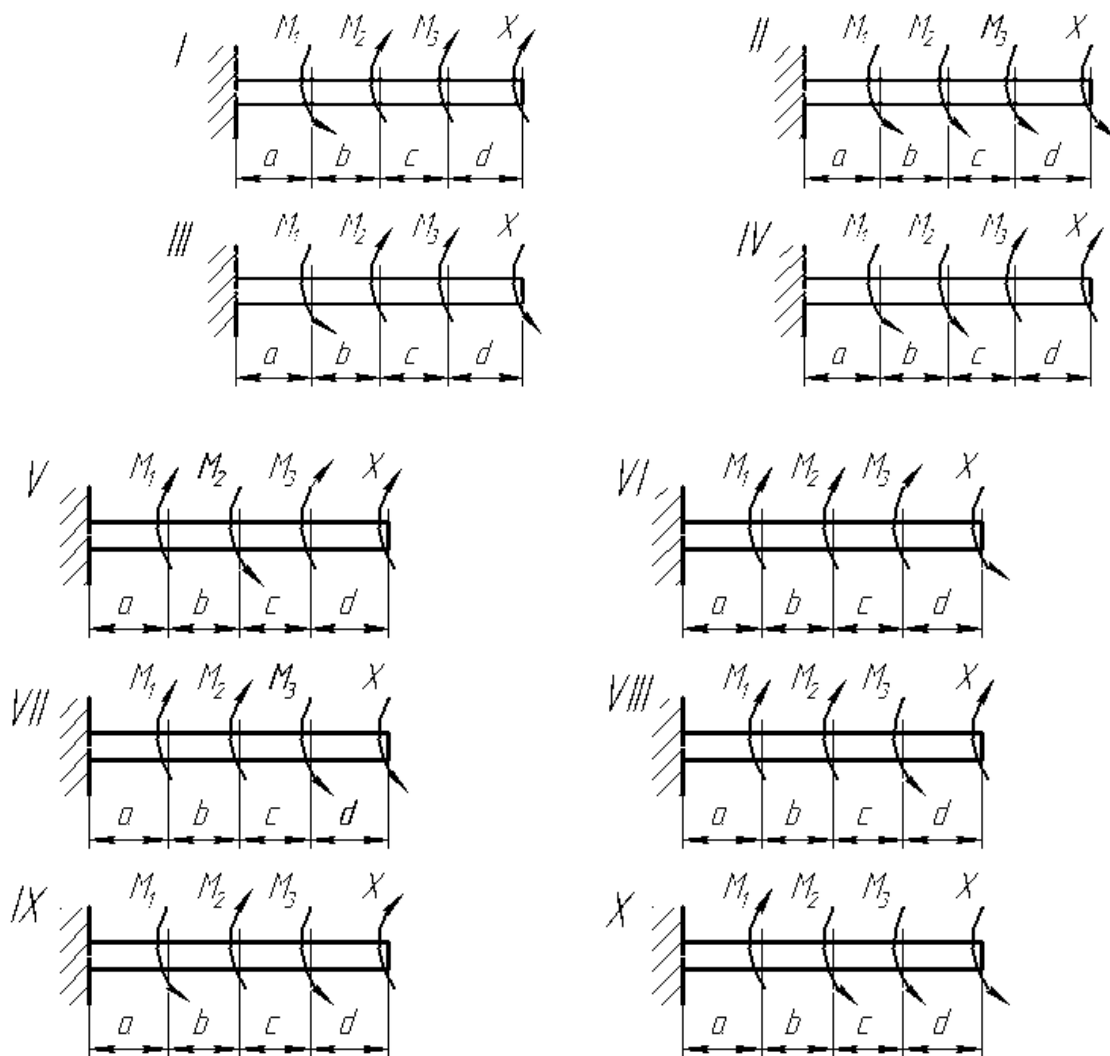 I M₁ M₂ M₃ X
a b c d
II M₁ M₂ M₃ X
a b c d
III M₁ M₂ M₃ X
a b c d
IV M₁ M₂ M₃ X
a b c d
V M₁ M₂ M₃ X
a b c d
VI M₁ M₂ M₃ X
a b c d
VII M₁ M₂ M₃ X
a b c d
VIII M₁ M₂ M₃ X
a b c d
IX M₁ M₂ M₃ X
a b c d
X M₁ M₂ M₃ X
a b c d